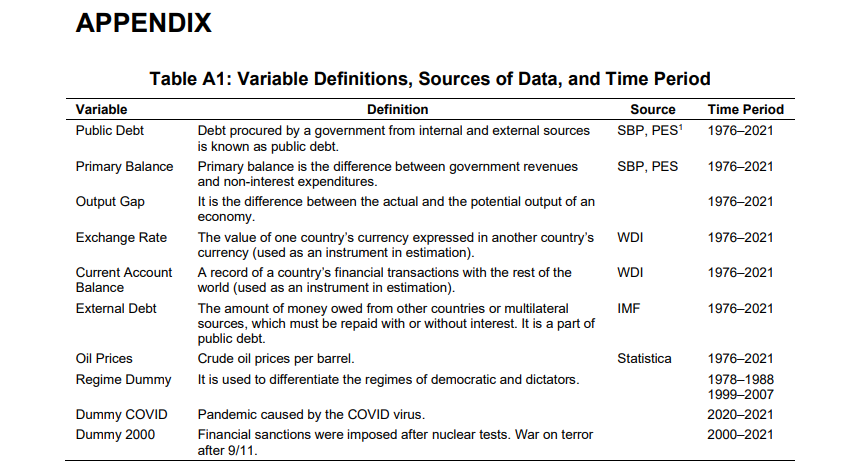 APPENDIX
Table A1: Variable Definitions, Sources of Data, and Time Period
Variable Definition Source Time Period
Public Debt Debt procured by a government from internal and external sources SBP, PES¹ 1976–2021
is known as public debt.
Primary Balance Primary balance is the difference between government revenues SBP, PES 1976–2021
and non-interest expenditures.
Output Gap It is the difference between the actual and the potential output of an 1976–2021
economy.
Exchange Rate The value of one country’s currency expressed in another country’s WDI 1976–2021
currency (used as an instrument in estimation).
Current Account A record of a country’s financial transactions with the rest of the WDI 1976–2021
Balance world (used as an instrument in estimation).
External Debt The amount of money owed from other countries or multilateral IMF 1976–2021
sources, which must be repaid with or without interest. It is a part of
public debt.
Oil Prices Crude oil prices per barrel. Statistica 1976–2021
Regime Dummy It is used to differentiate the regimes of democratic and dictators. 1978–1988
1999–2007
Dummy COVID Pandemic caused by the COVID virus. 2020–2021
Dummy 2000 Financial sanctions were imposed after nuclear tests. War on terror 2000–2021
after 9/11.